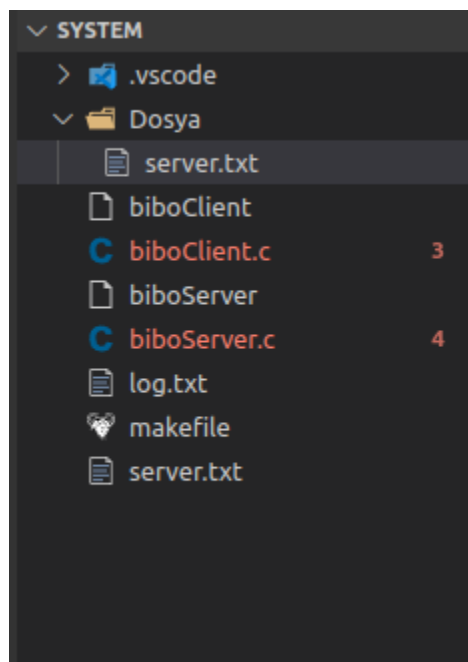 SYSTEM
.vscode
Dosya
server.txt
biboClient
C biboClient.c 3
biboServer
C biboServer.c 4
log.txt
makefile
server.txt